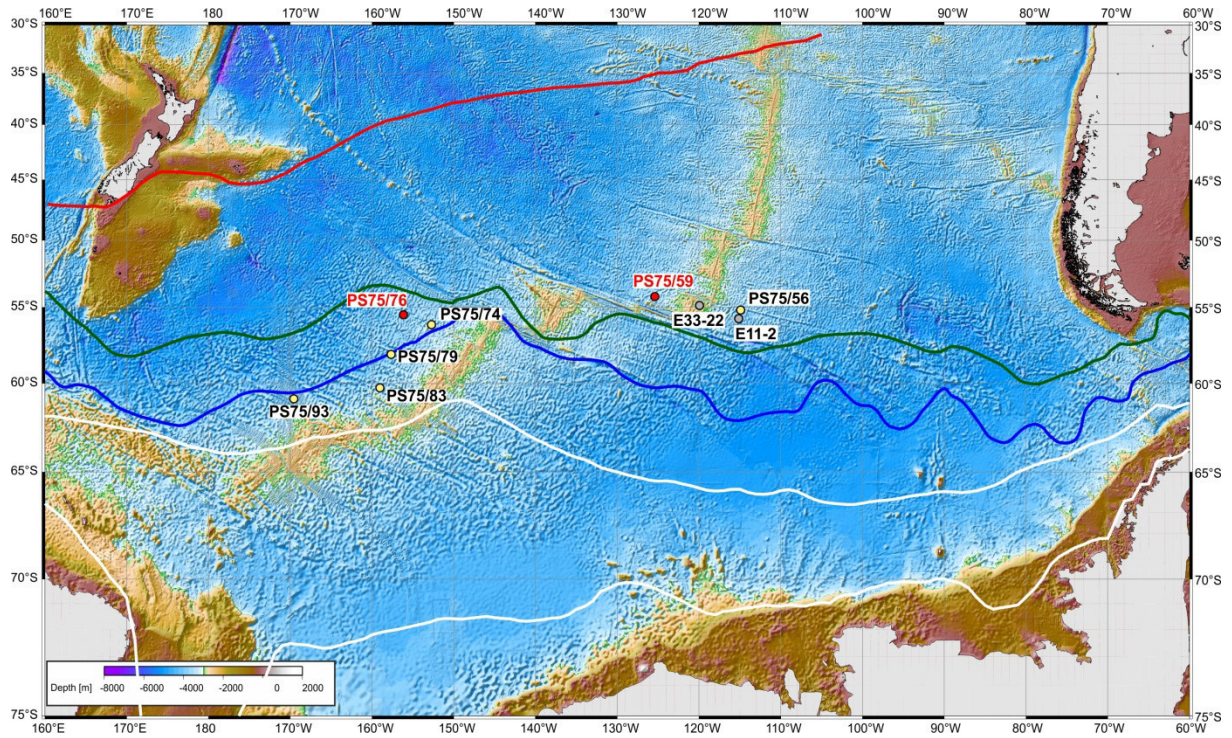 160°E 170°E 180 170°W 160°W 150°W 140°W 130°W 120°W 110°W 100°W 90°W 80°W 70°W 60°W
30°S 30°S
35°S 35°S
40°S 40°S
45°S 45°S
50°S 50°S
PS75/59
PS75/76 PS75/56
55°S PS75/74 E33-22 55°S
E11-2
PS75/79
60°S PS75/83 60°S
PS75/93
65°S 65°S
70°S 70°S
Depth [m] -8000 -6000 -4000 -2000 0 2000
75°S 75°S
160°E 170°E 180 170°W 160°W 150°W 140°W 130°W 120°W 110°W 100°W 90°W 80°W 70°W 60°W